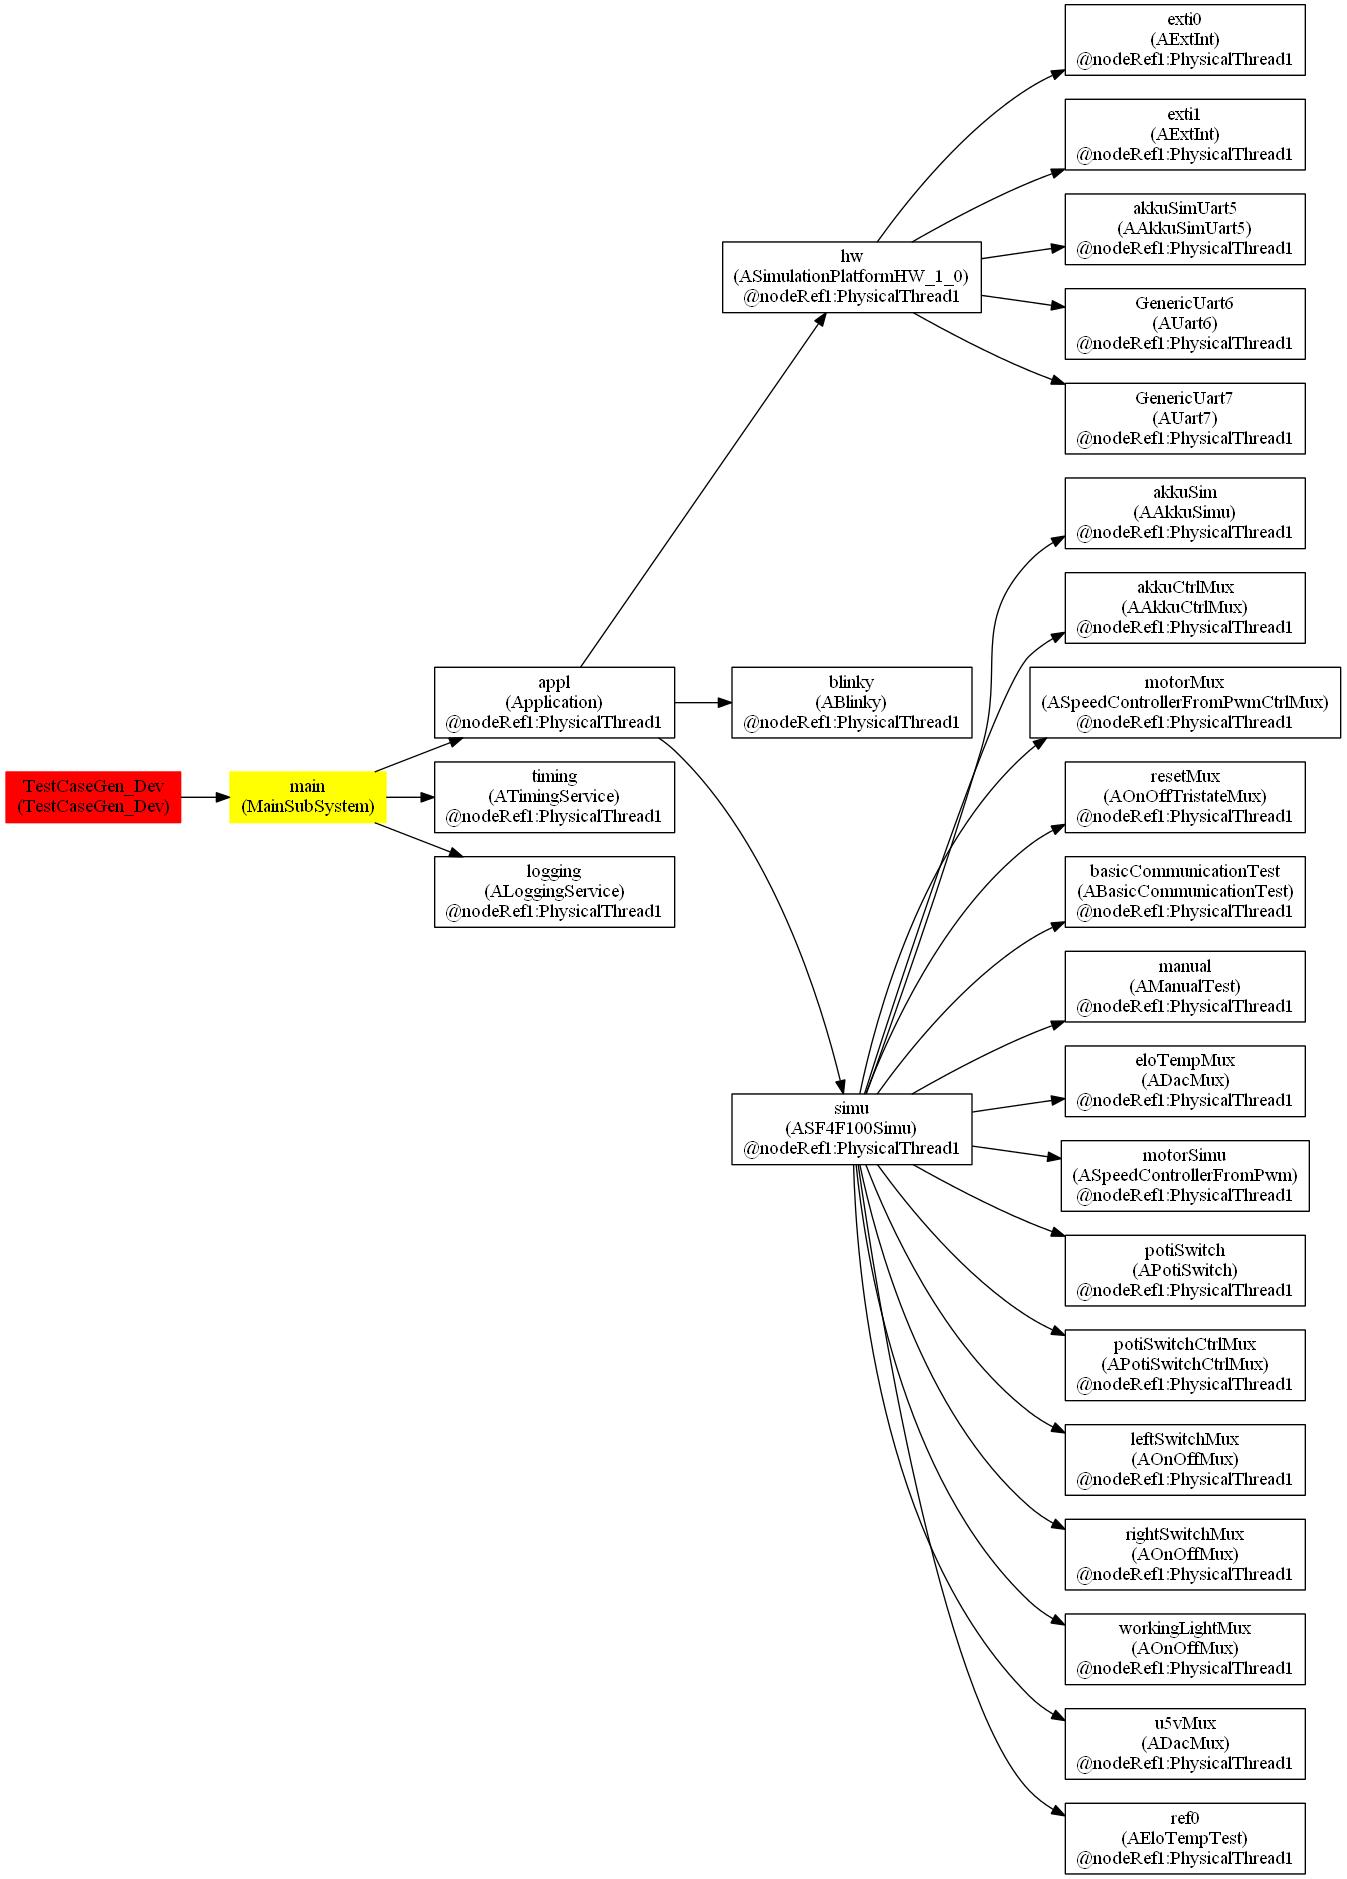 exti0
(AExtInt)
@nodeRef1:PhysicalThread1
exti1
(AExtInt)
@nodeRef1:PhysicalThread1
akkuSimUart5
(AAkkuSimUart5)
@nodeRef1:PhysicalThread1
hw
(ASimulationPlatformHW_1_0)
@nodeRef1:PhysicalThread1
GenericUart6
(AUart6)
@nodeRef1:PhysicalThread1
GenericUart7
(AUart7)
@nodeRef1:PhysicalThread1
akkuSim
(AAkkuSimu)
@nodeRef1:PhysicalThread1
akkuCtrlMux
(AAkkuCtrlMux)
@nodeRef1:PhysicalThread1
appl
(Application)
@nodeRef1:PhysicalThread1
blinky
(ABlinky)
@nodeRef1:PhysicalThread1
motorMux
(ASpeedControllerFromPwmCtrlMux)
@nodeRef1:PhysicalThread1
TestCaseGen_Dev
(TestCaseGen_Dev)
main
(MainSubSystem)
timing
(ATimingService)
@nodeRef1:PhysicalThread1
resetMux
(AOnOffTristateMux)
@nodeRef1:PhysicalThread1
logging
(ALoggingService)
@nodeRef1:PhysicalThread1
basicCommunicationTest
(ABasicCommunicationTest)
@nodeRef1:PhysicalThread1
manual
(AManualTest)
@nodeRef1:PhysicalThread1
eloTempMux
(ADacMux)
@nodeRef1:PhysicalThread1
simu
(ASF4F100Simu)
@nodeRef1:PhysicalThread1
motorSimu
(ASpeedControllerFromPwm)
@nodeRef1:PhysicalThread1
potiSwitch
(APotiSwitch)
@nodeRef1:PhysicalThread1
potiSwitchCtrlMux
(APotiSwitchCtrlMux)
@nodeRef1:PhysicalThread1
leftSwitchMux
(AOnOffMux)
@nodeRef1:PhysicalThread1
rightSwitchMux
(AOnOffMux)
@nodeRef1:PhysicalThread1
workingLightMux
(AOnOffMux)
@nodeRef1:PhysicalThread1
u5vMux
(ADacMux)
@nodeRef1:PhysicalThread1
ref0
(AEloTempTest)
@nodeRef1:PhysicalThread1